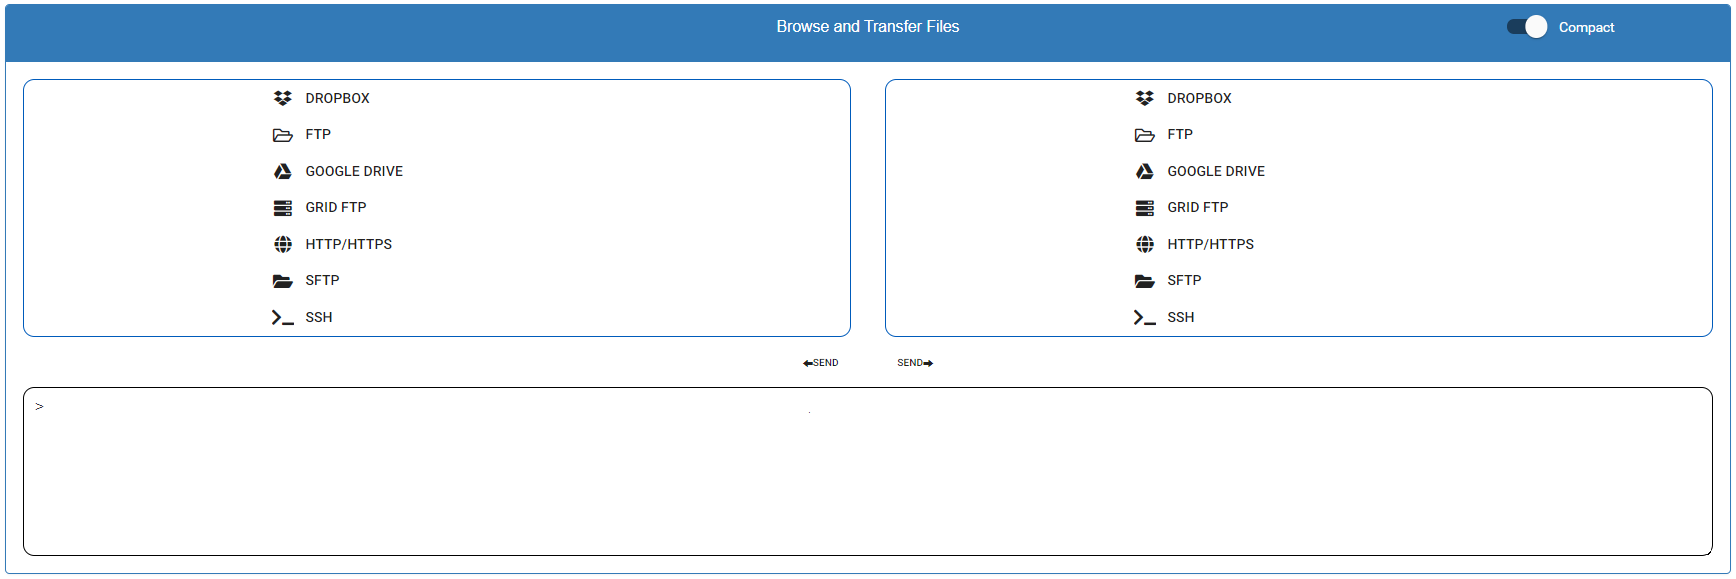 Browse and Transfer Files
Compact
DROPBOX
FTP
GOOGLE DRIVE
GRID FTP
HTTP/HTTPS
SFTP
SSH
DROPBOX
FTP
GOOGLE DRIVE
GRID FTP
HTTP/HTTPS
SFTP
SSH
SEND
SEND
>